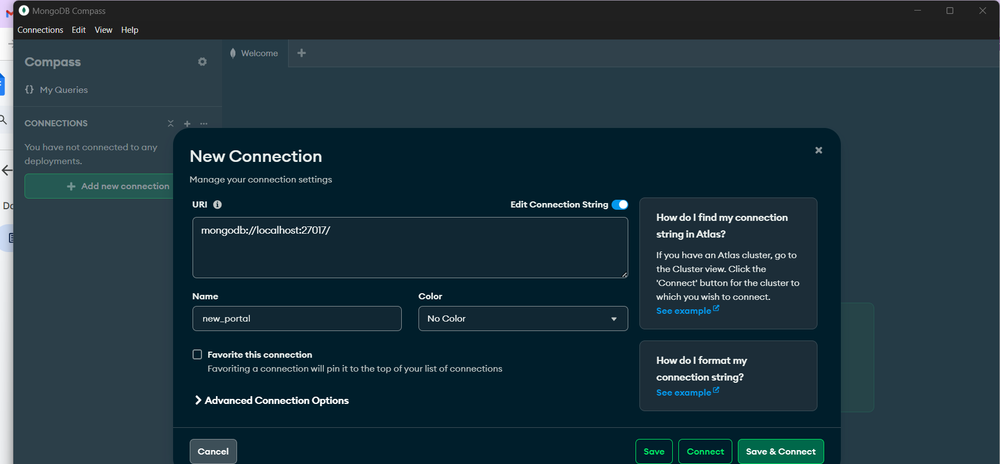 MongoDB Compass
Connections Edit View Help
Compass
Welcome
{} My Queries
CONNECTIONS
You have not connected to any
deployments.
Add new connection
New Connection
Manage your connection settings
URI
Edit Connection String
mongodb://localhost:27017/
Name
Color
new_portal
No Color
Favorite this connection
Favoriting a connection will pin it to the top of your list of connections
Advanced Connection Options
How do I find my connection
string in Atlas?
If you have an Atlas cluster, go to
the Cluster view. Click the
'Connect' button for the cluster to
which you wish to connect.
See example
How do I format my
connection string?
See example
Cancel
Save
Connect
Save & Connect